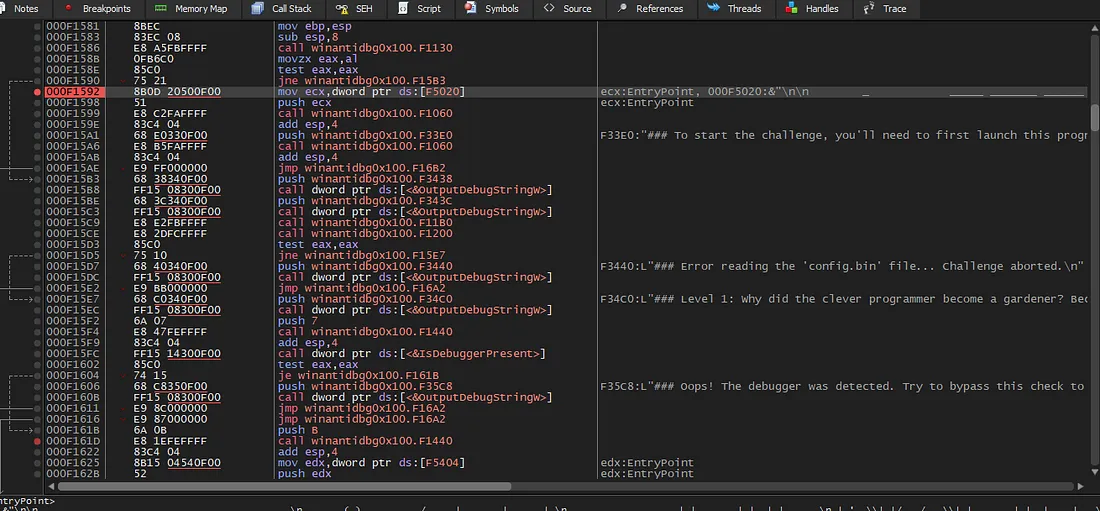 Notes Breakpoints Memory Map Call Stack SEH Script Symbols Source References Threads Handles Trace
000F1581 8BEC mov ebp,esp
000F1583 83EC 08 sub esp,8
000F1586 E8 A5FBFFFF call winantidbg0x100.F1130
000F158B 0FB6C0 movzx eax,al
000F158E 85C0 test eax,eax
000F1590 75 21 jne winantidbg0x100.F15B3
000F1592 8B0D 20500F00 mov ecx,dword ptr ds:[F5020] ecx:EntryPoint, 000F5020:&"\n\n _ _____ _____ _____
000F1598 51 push ecx ecx:EntryPoint
000F1599 E8 C2FAFFFF call winantidbg0x100.F1060
000F159E 83C4 04 add esp,4
000F15A1 68 E0330F00 push winantidbg0x100.F33E0 F33E0:"### To start the challenge, you'll need to first launch this progr
000F15A6 E8 B5FAFFFF call winantidbg0x100.F1060
000F15AB 83C4 04 add esp,4
000F15AE E9 FF000000 jmp winantidbg0x100.F16B2
000F15B3 68 38340F00 push winantidbg0x100.F3438
000F15B8 FF15 08300F00 call dword ptr ds:[<&OutputDebugStringW>]
000F15BE 68 3C340F00 push winantidbg0x100.F343C
000F15C3 FF15 08300F00 call dword ptr ds:[<&OutputDebugStringW>]
000F15C9 E8 E2FBFFFF call winantidbg0x100.F11B0
000F15CE E8 2DFCFFFF call winantidbg0x100.F1200
000F15D3 85C0 test eax,eax
000F15D5 75 10 jne winantidbg0x100.F15E7
000F15D7 68 40340F00 push winantidbg0x100.F3440 F3440:L"### Error reading the 'config.bin' file... Challenge aborted.\n"
000F15DC FF15 08300F00 call dword ptr ds:[<&OutputDebugStringW>]
000F15E2 E9 BB000000 jmp winantidbg0x100.F16A2
000F15E7 68 C0340F00 push winantidbg0x100.F34C0 F34C0:L"### Level 1: Why did the clever programmer become a gardener? Bec
000F15EC FF15 08300F00 call dword ptr ds:[<&OutputDebugStringW>]
000F15F2 6A 07 push 7
000F15F4 E8 47FEFFFF call winantidbg0x100.F1440
000F15F9 83C4 04 add esp,4
000F15FC FF15 14300F00 call dword ptr ds:[<&IsDebuggerPresent>]
000F1602 85C0 test eax,eax
000F1604 74 15 je winantidbg0x100.F161B
000F1606 68 C8350F00 push winantidbg0x100.F35C8 F35C8:L"### Oops! The debugger was detected. Try to bypass this check to
000F160B FF15 08300F00 call dword ptr ds:[<&OutputDebugStringW>]
000F1611 E9 8C000000 jmp winantidbg0x100.F16A2
000F1616 E9 87000000 jmp winantidbg0x100.F16A2
000F161B 6A 0B push B
000F161D E8 1EFEFFFF call winantidbg0x100.F1440
000F1622 83C4 04 add esp,4
000F1625 8B15 04540F00 mov edx,dword ptr ds:[F5404] edx:EntryPoint
000F162B 52 push edx edx:EntryPoint
ntryPoint>